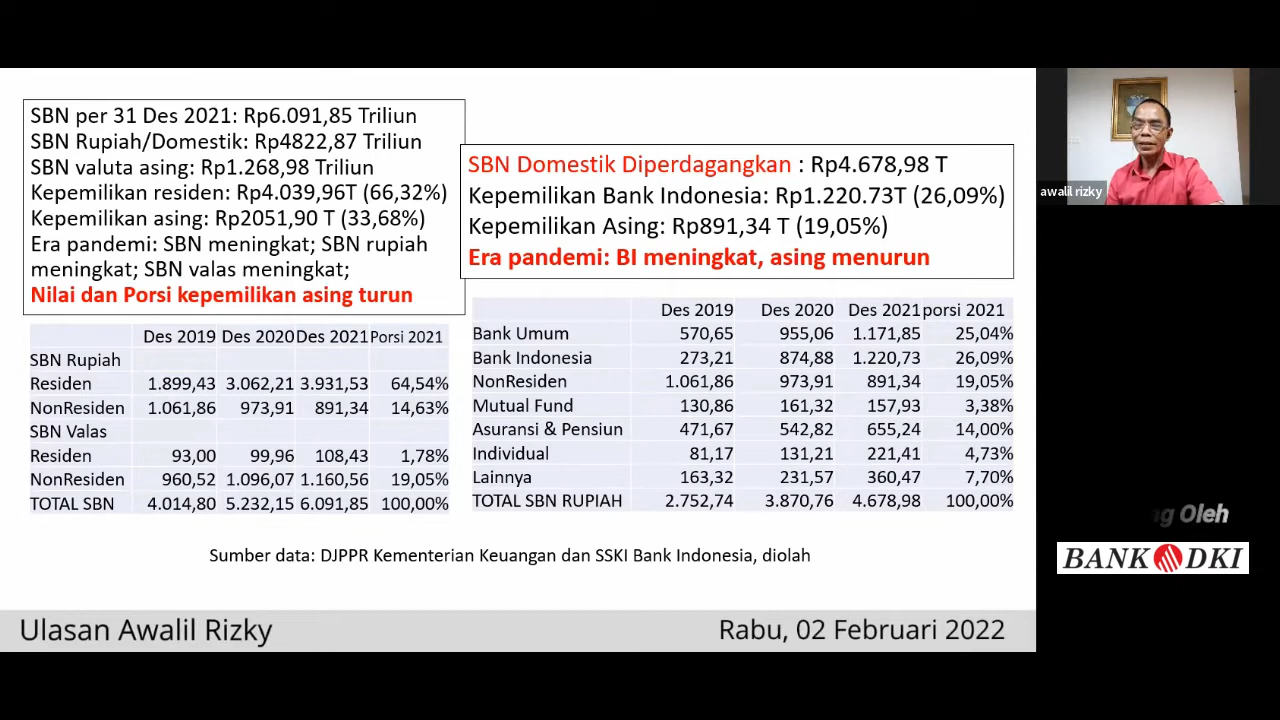 SBN per 31 Des 2021: Rp6.091,85 Triliun
SBN Rupiah/Domestik: Rp4822,87 Triliun
SBN valuta asing: Rp1.268,98 Triliun
Kepemilikan residen: Rp4.039,96T (66,32%)
Kepemilikan asing: Rp2051,90 T (33,68%)
Era pandemi: SBN meningkat; SBN rupiah
meningkat; SBN valas meningkat;
Nilai dan Porsi kepemilikan asing turun
SBN Domestik Diperdagangkan : Rp4.678,98 T
Kepemilikan Bank Indonesia: Rp1.220.73T (26,09%)
Kepemilikan Asing: Rp891,34 T (19,05%)
Era pandemi: BI meningkat, asing menurun
Des 2019 Des 2020 Des 2021 Porsi 2021
SBN Rupiah
Residen 1.899,43 3.062,21 3.931,53 64,54%
NonResiden 1.061,86 973,91 891,34 14,63%
SBN Valas
Residen 93,00 99,96 108,43 1,78%
NonResiden 960,52 1.096,07 1.160,56 19,05%
TOTAL SBN 4.014,80 5.232,15 6.091,85 100,00%
Des 2019 Des 2020 Des 2021 porsi 2021
Bank Umum 570,65 955,06 1.171,85 25,04%
Bank Indonesia 273,21 874,88 1.220,73 26,09%
NonResiden 1.061,86 973,91 891,34 19,05%
Mutual Fund 130,86 161,32 157,93 3,38%
Asuransi & Pensiun 471,67 542,82 655,24 14,00%
Individual 81,17 131,21 221,41 4,73%
Lainnya 163,32 231,57 360,47 7,70%
TOTAL SBN RUPIAH 2.752,74 3.870,76 4.678,98 100,00%
Sumber data: DJPPR Kementerian Keuangan dan SSKI Bank Indonesia, diolah
Ulasan Awalil Rizky
Rabu, 02 Februari 2022
awalil rizky
Oleh
BANK DKI